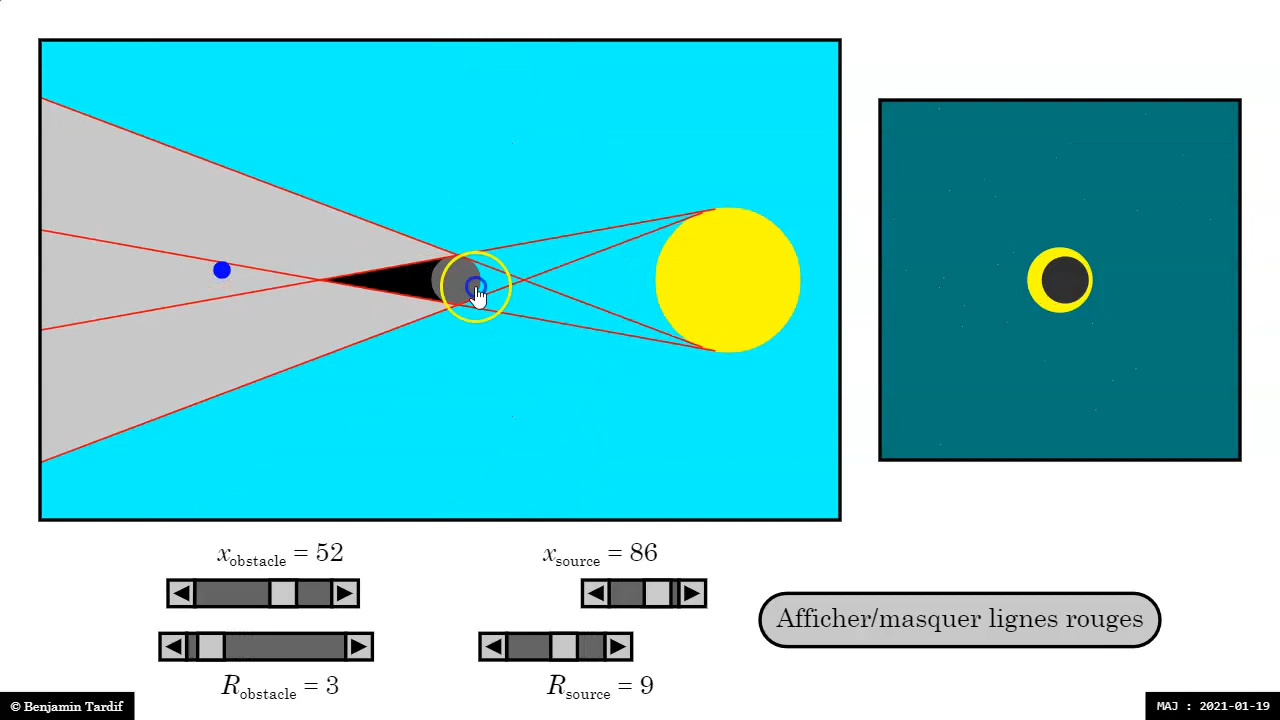 x_obstacle = 52
x_source = 86
Afficher/masquer lignes rouges
R_obstacle = 3
R_source = 9
© Benjamin Tardif
MAJ : 2021-01-19